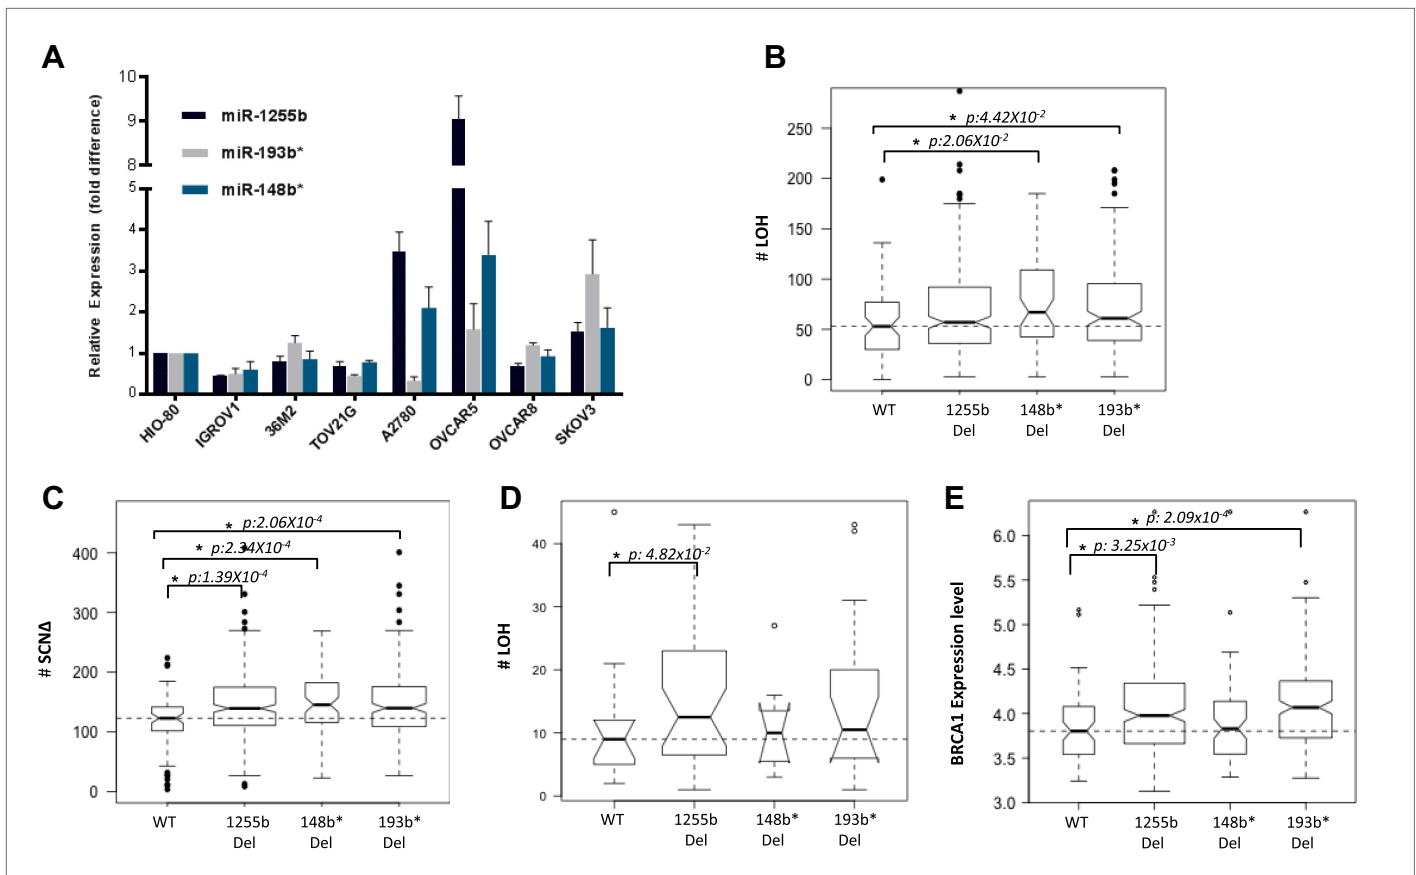 A
10
9
8
5
4
3
2
1
0
Relative Expression (fold difference)
miR-1255b
miR-193b*
miR-148b*
HIO-80
IGROV1
36M2
TOV21G
A2780
OVCAR5
OVCAR8
SKOV3
B
# LOH
250
200
150
100
50
0
* p:4.42X10-2
* p:2.06X10-2
WT 1255b 148b* 193b*
Del Del Del
C
# SCNΔ
400
300
200
100
0
* p:2.06X10-4
* p:2.34X10-4
* p:1.39X10-4
WT 1255b 148b* 193b*
Del Del Del
D
# LOH
40
30
20
10
0
* p: 4.82x10-2
WT 1255b 148b* 193b*
Del Del Del
E
BRCA1 Expression level
6.0
5.5
5.0
4.5
4.0
3.5
3.0
* p: 2.09x10-4
* p: 3.25x10-3
WT 1255b 148b* 193b*
Del Del Del